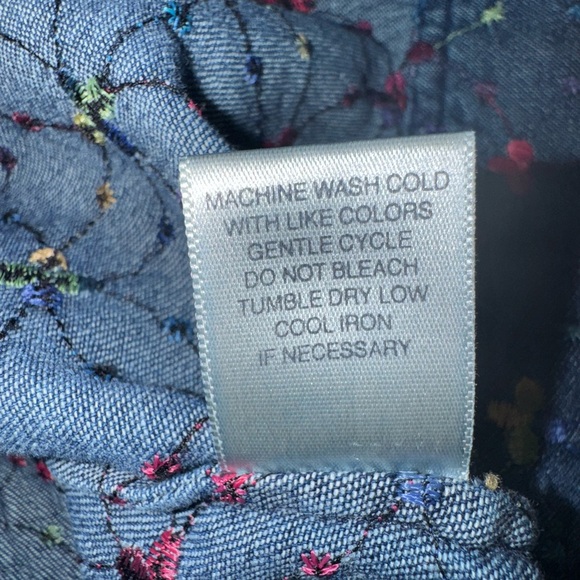 MACHINE WASH COLD
WITH LIKE COLORS
GENTLE CYCLE
DO NOT BLEACH
TUMBLE DRY LOW
COOL IRON
IF NECESSARY